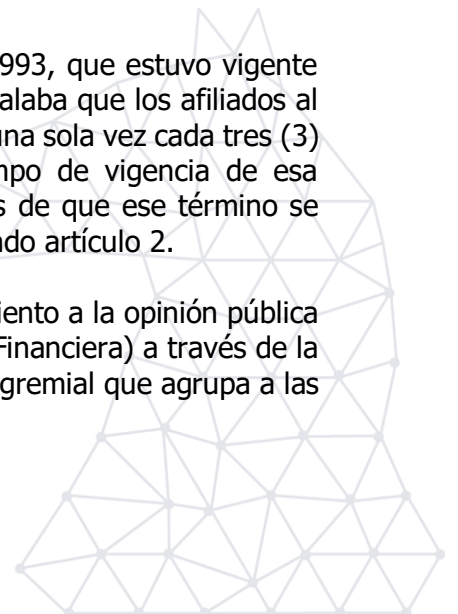 993, que estuvo vigente
alaba que los afiliados al
una sola vez cada tres (3)
mpo de vigencia de esa
s de que ese término se
ado artículo 2.
iento a la opinión pública
Financiera) a través de la
gremial que agrupa a las